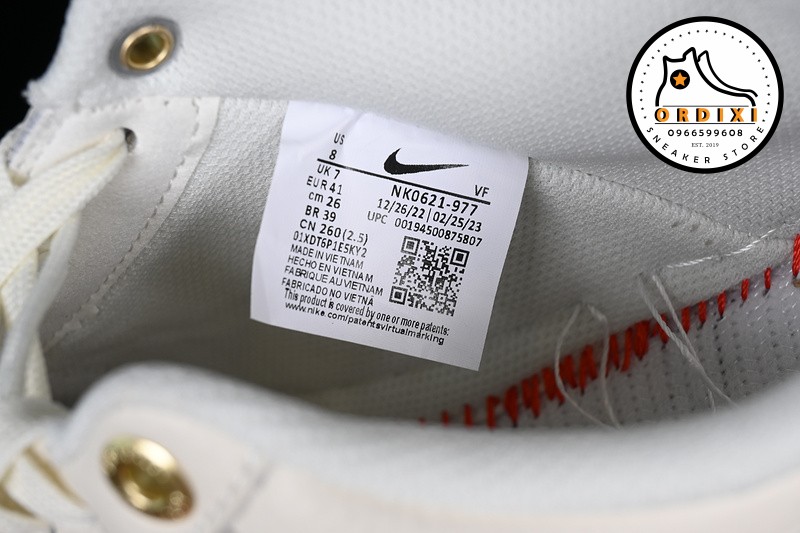 US
8
UK 7
EUR 41
cm 26
BR 39
CN 260(2.5)
01XDT6P1E5KY2
MADE IN VIETNAM
HECHO EN VIETNAM
FABRIQUE AU VIETNAM
FABRICADO NO VIETNÃ
This product is covered by one or more patents:
www.nike.com/patentsvirtualmarking
VF
NK0621-977
12/26/22 | 02/25/23
UPC 00194500875807
ORDIXI
0966599608
EST. 2019
SNEAKER STORE